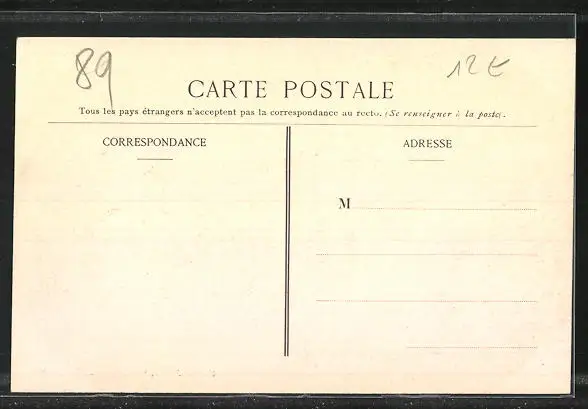 89
12 €
CARTE POSTALE
Tous les pays étrangers n'acceptent pas la correspondance au recto. (Se renseigner à la poste).
CORRESPONDANCE
ADRESSE
M